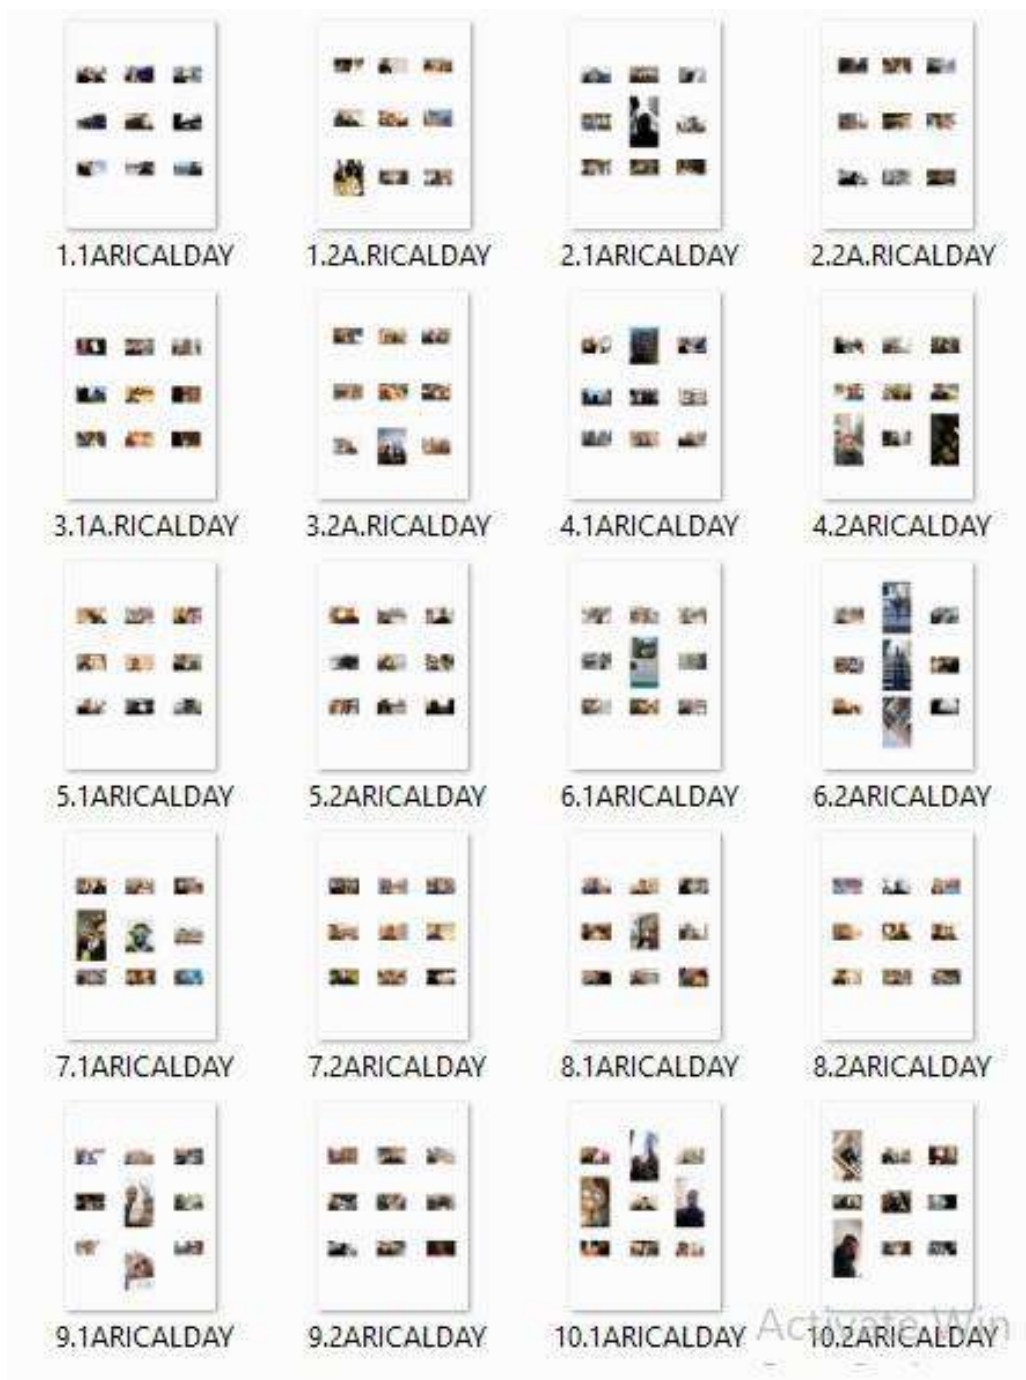 1.1ARICALDAY 1.2A.RICALDAY 2.1ARICALDAY 2.2A.RICALDAY
3.1A.RICALDAY 3.2A.RICALDAY 4.1ARICALDAY 4.2ARICALDAY
5.1ARICALDAY 5.2ARICALDAY 6.1ARICALDAY 6.2ARICALDAY
7.1ARICALDAY 7.2ARICALDAY 8.1ARICALDAY 8.2ARICALDAY
9.1ARICALDAY 9.2ARICALDAY 10.1ARICALDAY 10.2ARICALDAY
Activate Win